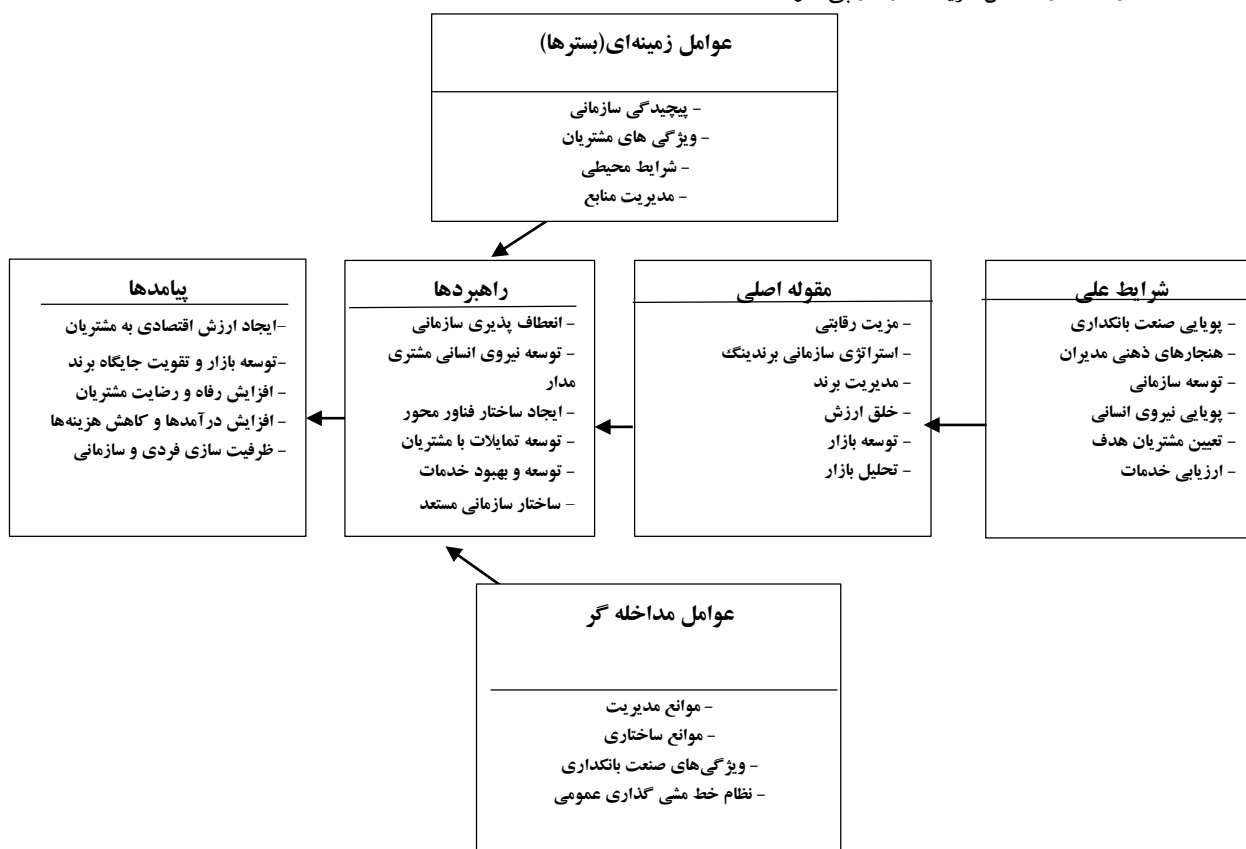 عوامل زمینه‌ای(بسترها)
- پیچیدگی سازمانی
- ویژگی های مشتریان
- شرایط محیطی
- مدیریت منابع
شرایط علی
- پویایی صنعت بانکداری
- هنجارهای ذهنی مدیران
- توسعه سازمانی
- پویایی نیروی انسانی
- تعیین مشتریان هدف
- ارزیابی خدمات
مقوله اصلی
- مزیت رقابتی
- استراتژی سازمانی برندینگ
- مدیریت برند
- خلق ارزش
- توسعه بازار
- تحلیل بازار
راهبردها
- انعطاف پذیری سازمانی
- توسعه نیروی انسانی مشتری
مدار
- ایجاد ساختار فناور محور
- توسعه تمایلات با مشتریان
- توسعه و بهبود خدمات
- ساختار سازمانی مستعد
پیامدها
-ایجاد ارزش اقتصادی به مشتریان
-توسعه بازار و تقویت جایگاه برند
- افزایش رفاه و رضایت مشتریان
- افزایش درآمدها و کاهش هزینه‌ها
- ظرفیت سازی فردی و سازمانی
عوامل مداخله گر
- موانع مدیریت
- موانع ساختاری
- ویژگی‌های صنعت بانکداری
- نظام خط مشی گذاری عمومی